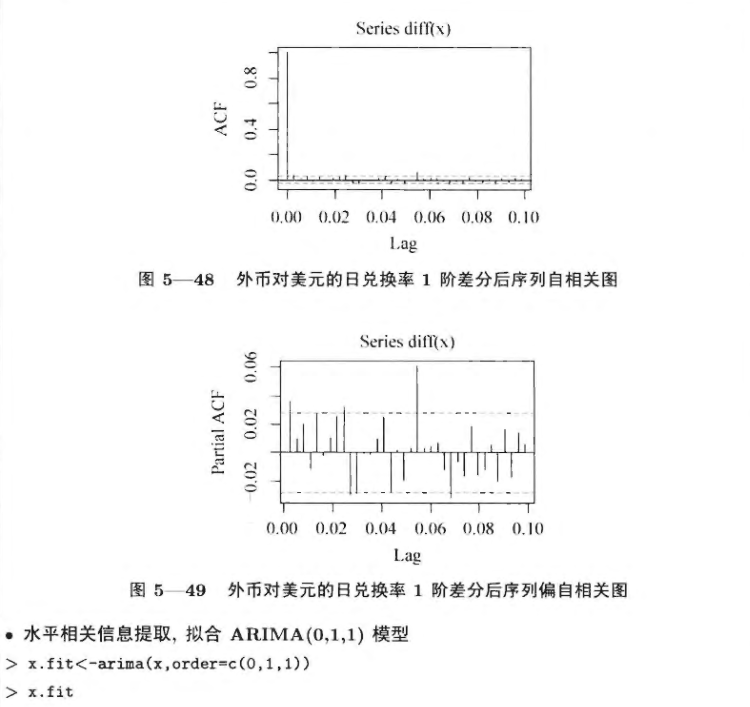 Series diff(x)
ACF
0.8
0.4
0.0
0.00 0.02 0.04 0.06 0.08 0.10
Lag
图 5—48 外币对美元的日兑换率 1 阶差分后序列自相关图
Series diff(x)
Partial ACF
0.06
0.02
-0.02
0.00 0.02 0.04 0.06 0.08 0.10
Lag
图 5—49 外币对美元的日兑换率 1 阶差分后序列偏自相关图
• 水平相关信息提取, 拟合 ARIMA(0,1,1) 模型
> x.fit<-arima(x,order=c(0,1,1))
> x.fit